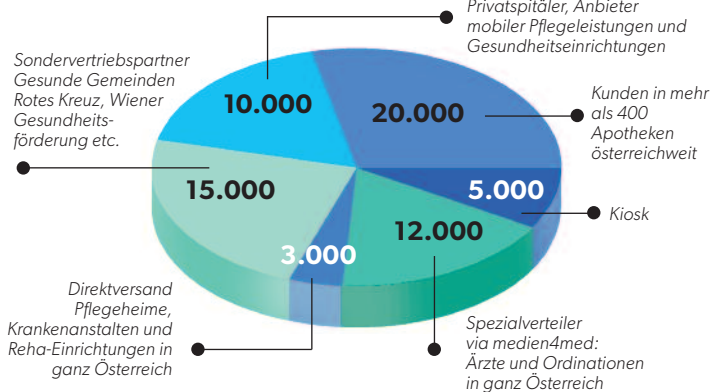 Privatspitäler, Anbieter
mobiler Pflegeleistungen und
Gesundheitseinrichtungen
Sondervertriebspartner
Gesunde Gemeinden
Rotes Kreuz, Wiener
Gesundheits-
förderung etc.
10.000
20.000
Kunden in mehr
als 400
Apotheken
österreichweit
15.000
5.000
Kiosk
12.000
3.000
Direktversand
Pflegeheime,
Krankenanstalten und
Reha-Einrichtungen in
ganz Österreich
Spezialverteiler
via medien4med:
Ärzte und Ordinationen
in ganz Österreich